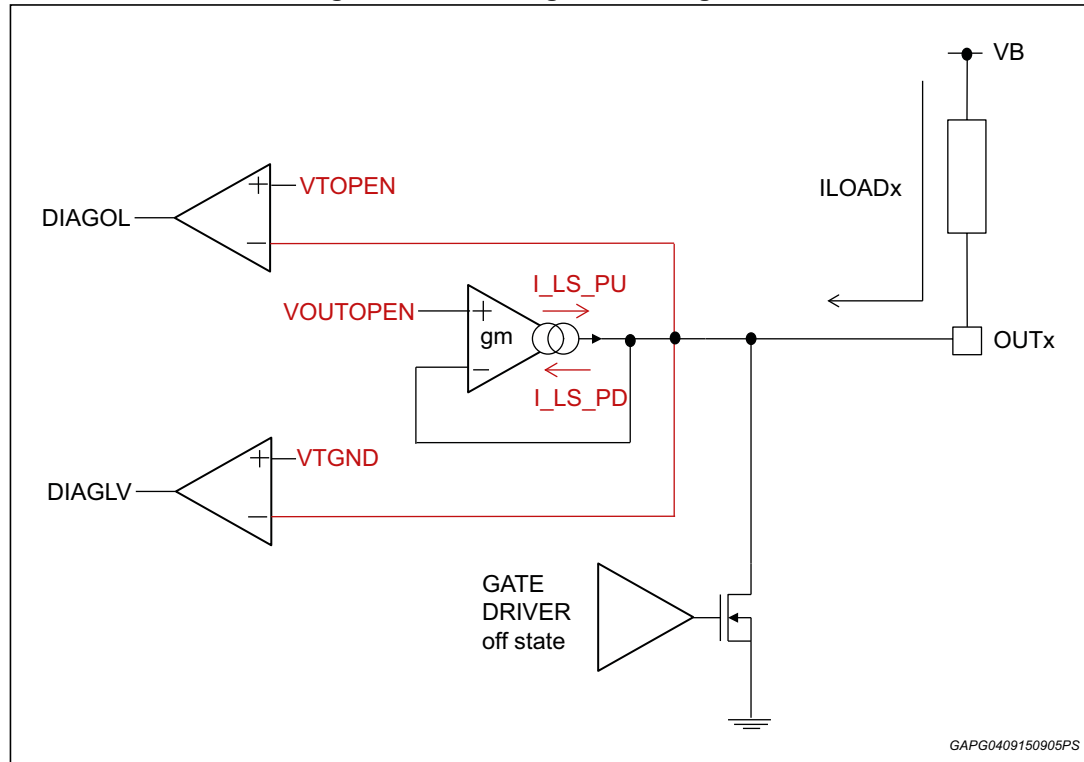 VB
VTOPEN
ILOADx
DIAGOL
I_LS_PU
VOUTOPEN
gm
OUTx
I_LS_PD
VTGND
DIAGLV
GATE
DRIVER
off state
GAPG0409150905PS